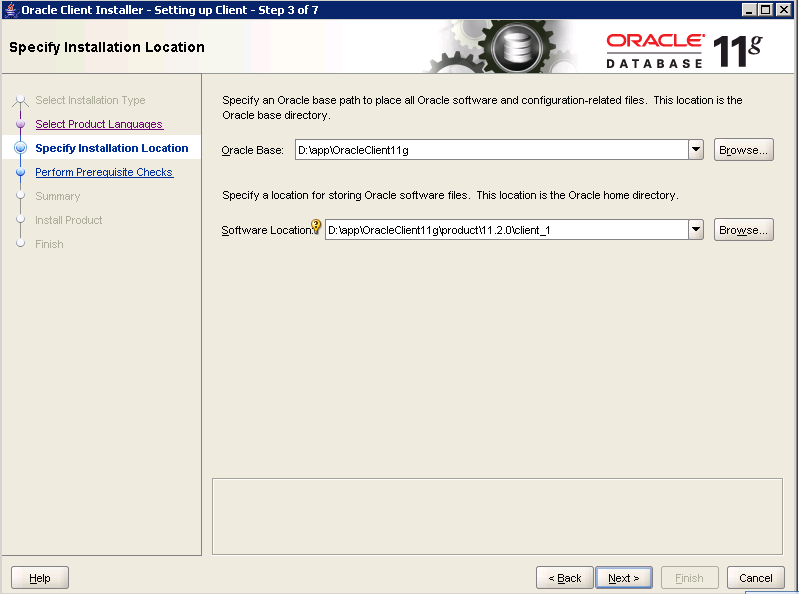 Oracle Client Installer - Setting up Client - Step 3 of 7
Specify Installation Location
ORACLE
DATABASE 11g
Select Installation Type
Select Product Languages
Specify Installation Location
Perform Prerequisite Checks
Summary
Install Product
Finish
Specify an Oracle base path to place all Oracle software and configuration-related files. This location is the
Oracle base directory.
Oracle Base: D:\app\OracleClient11g Browse...
Specify a location for storing Oracle software files. This location is the Oracle home directory.
Software Location: D:\app\OracleClient11g\product\11.2.0\client_1 Browse...
Help < Back Next > Finish Cancel